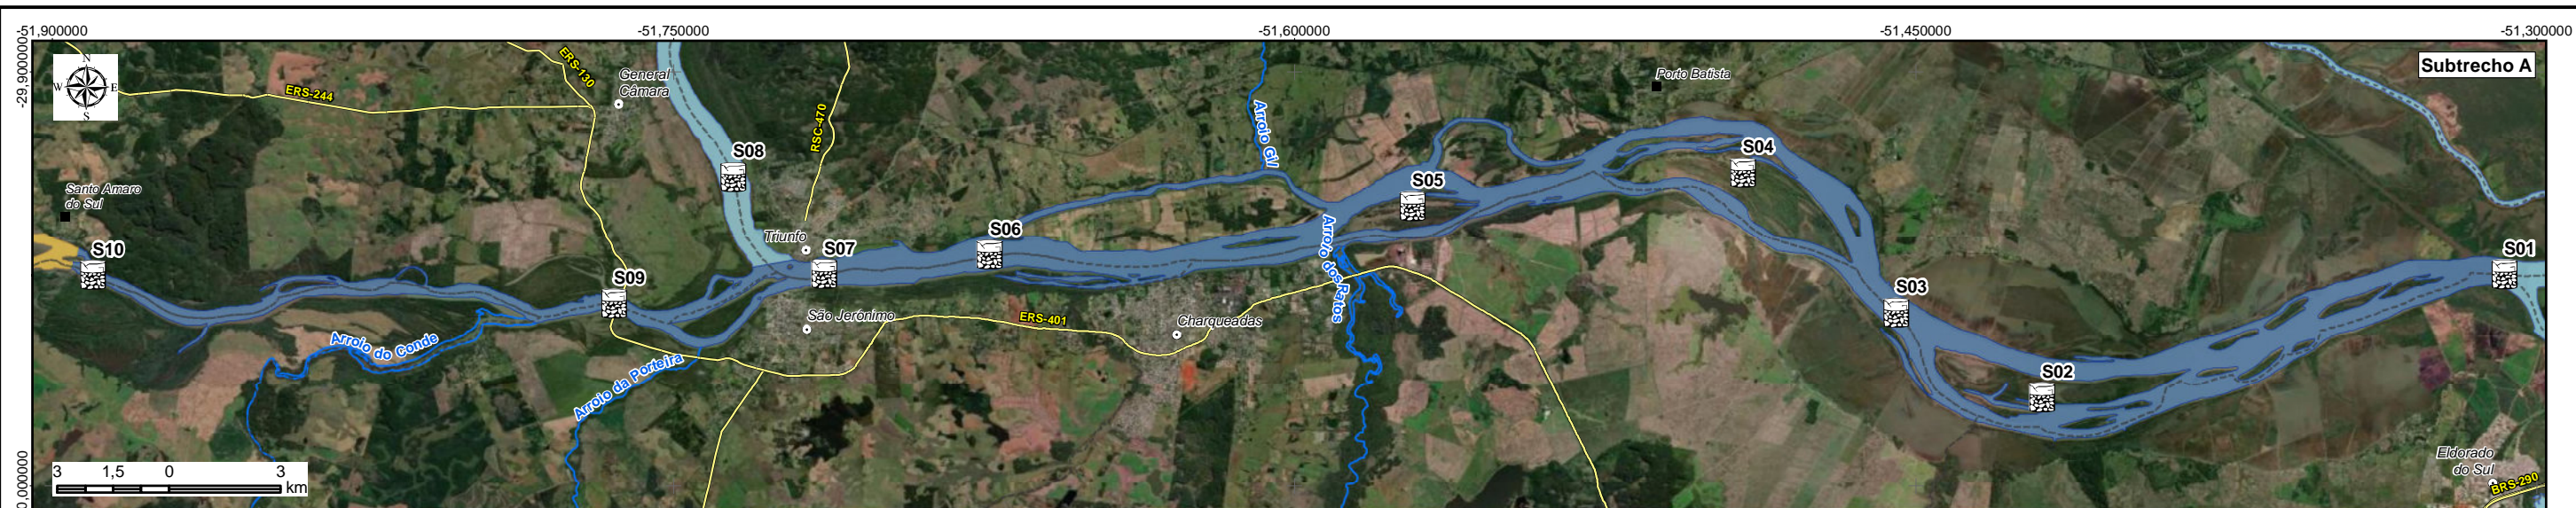 -51,900000
-51,750000
-51,600000
-51,450000
-51,300000
-29,900000
Subtrecho A
N
W
E
S
ERS-244
ERS-130
General
Câmara
RSC-470
Arroio Gil
Porto Batista
S08
S04
Santo Amaro
do Sul
S05
Triunfo
S06
S07
S10
S09
S01
Arroio dos Ratos
S03
São Jerônimo
ERS-401
Charqueadas
Arroio do Conde
Arroio da Porteira
S02
Eldorado
do Sul
BRS-290
3
1,5
0
3
km